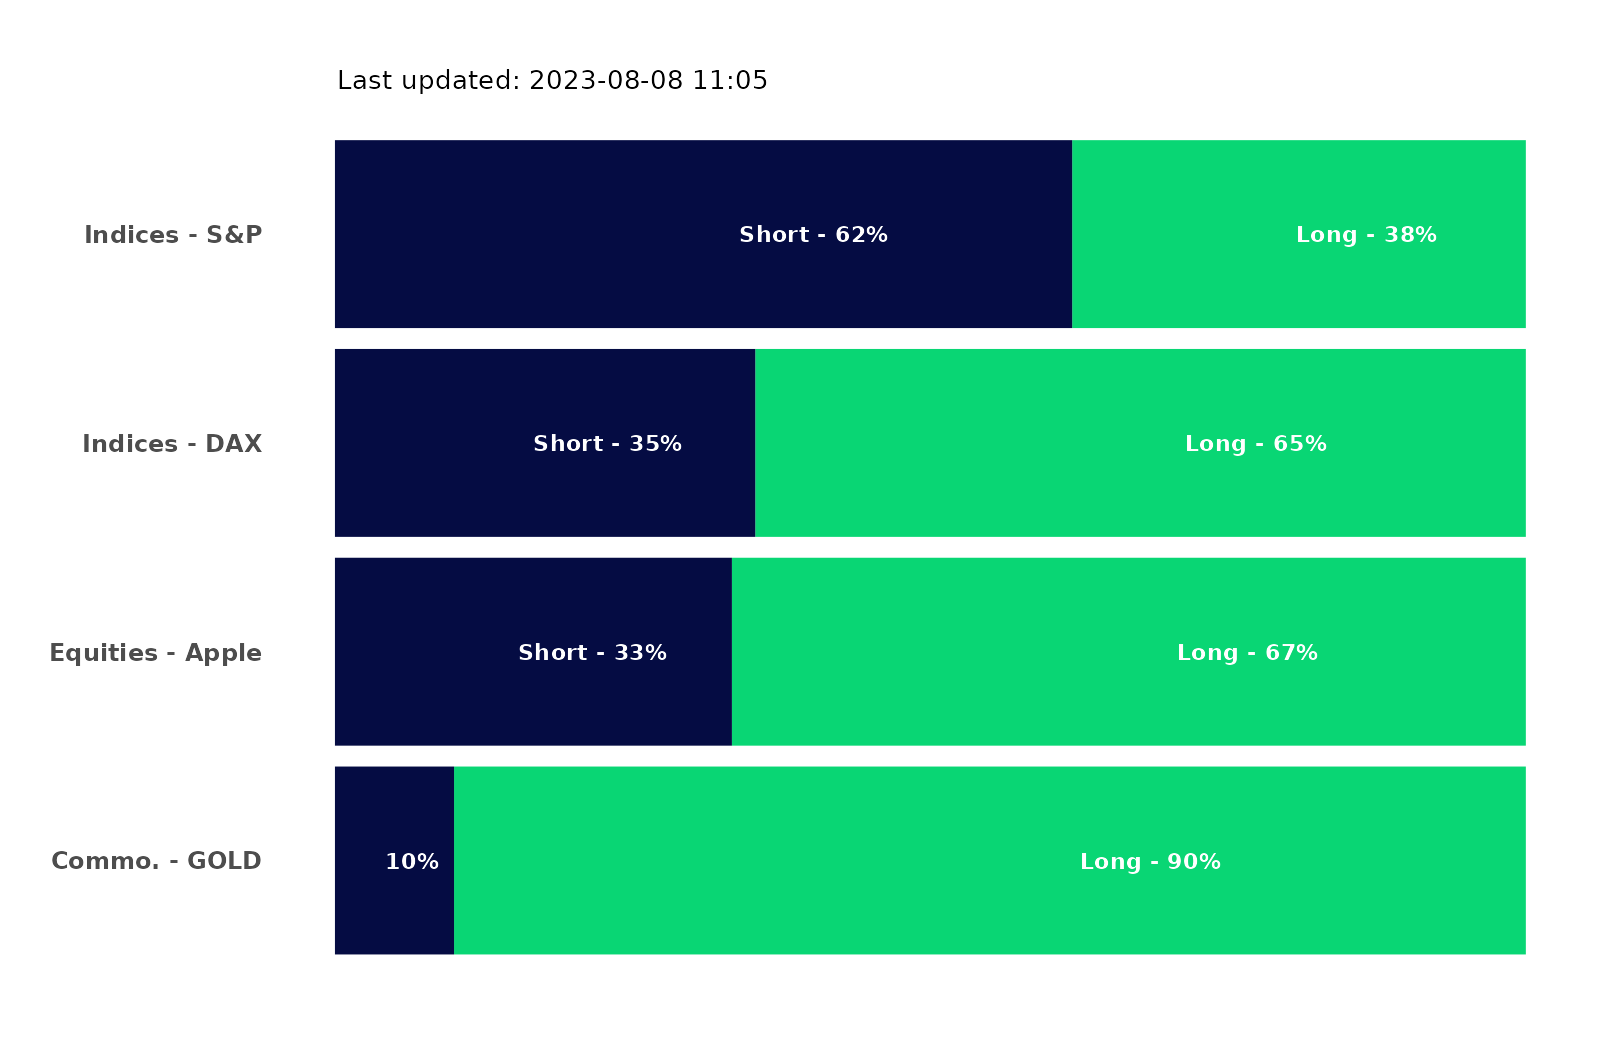 Last updated: 2023-08-08 11:05
Indices - S&P Short - 62% Long - 38%
Indices - DAX Short - 35% Long - 65%
Equities - Apple Short - 33% Long - 67%
Commo. - GOLD 10% Long - 90%